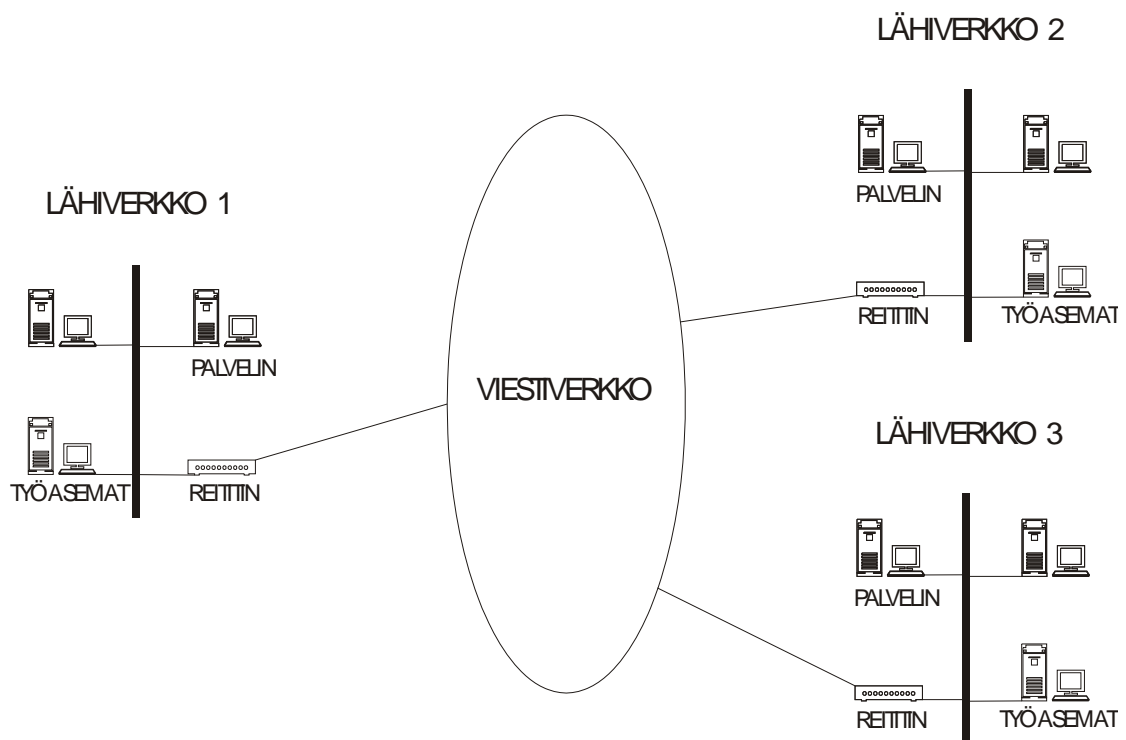 LÄHIVERKKO 1
PALVELIN
TYÖASEMAT
REITITIN
VIESTIVERKKO
LÄHIVERKKO 2
PALVELIN
REITITIN
TYÖASEMAT
LÄHIVERKKO 3
PALVELIN
REITITIN
TYÖASEMAT